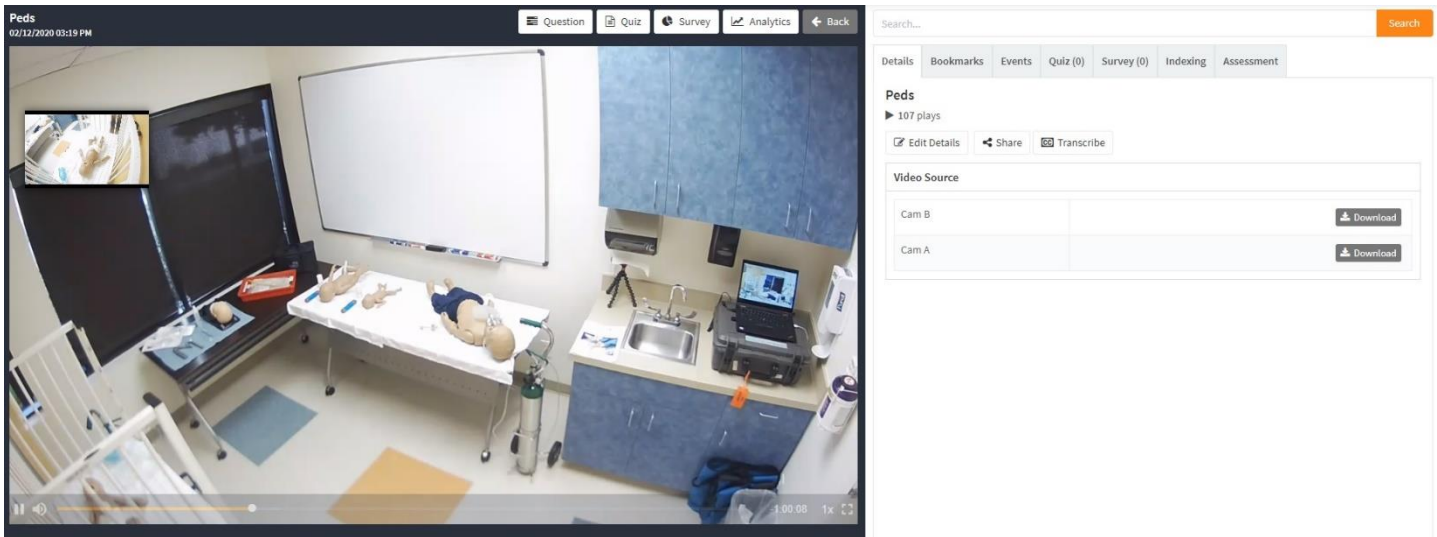 Peds
02/12/2020 03:19 PM
Question Quiz Survey Analytics Back
-1:00:08 1x
Search... Search
Details Bookmarks Events Quiz (0) Survey (0) Indexing Assessment
Peds
107 plays
Edit Details Share CC Transcribe
Video Source
Cam B Download
Cam A Download